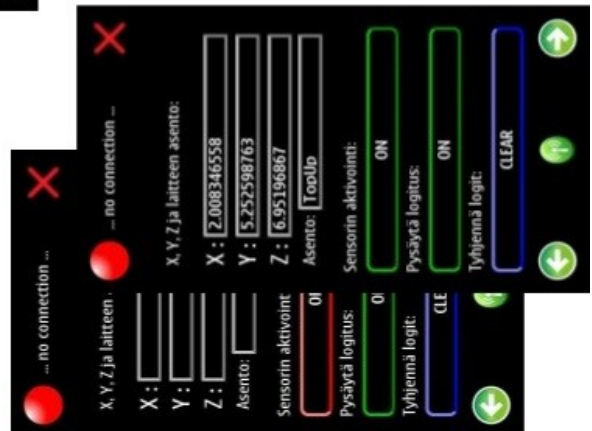 ... no connection ...
X, Y, Z ja laitteen asento:
X: 2.008346558
Y: 5.252598763
Z: 6.95196867
Asento: TopUp
Sensorin aktivointi:
ON
Pysäytä logitus:
ON
Tyhjennä logit:
CLEAR
... no connection ...
X, Y, Z ja laitteen
X:
Y:
Z:
Asento:
Sensorin aktivoint
Pysäytä logitus:
Tyhjennä logit:
CLE